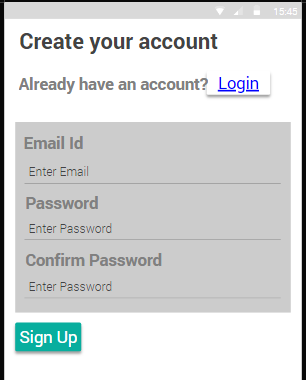 15:45
Create your account
Already have an account? Login
Email Id
Enter Email
Password
Enter Password
Confirm Password
Enter Password
Sign Up